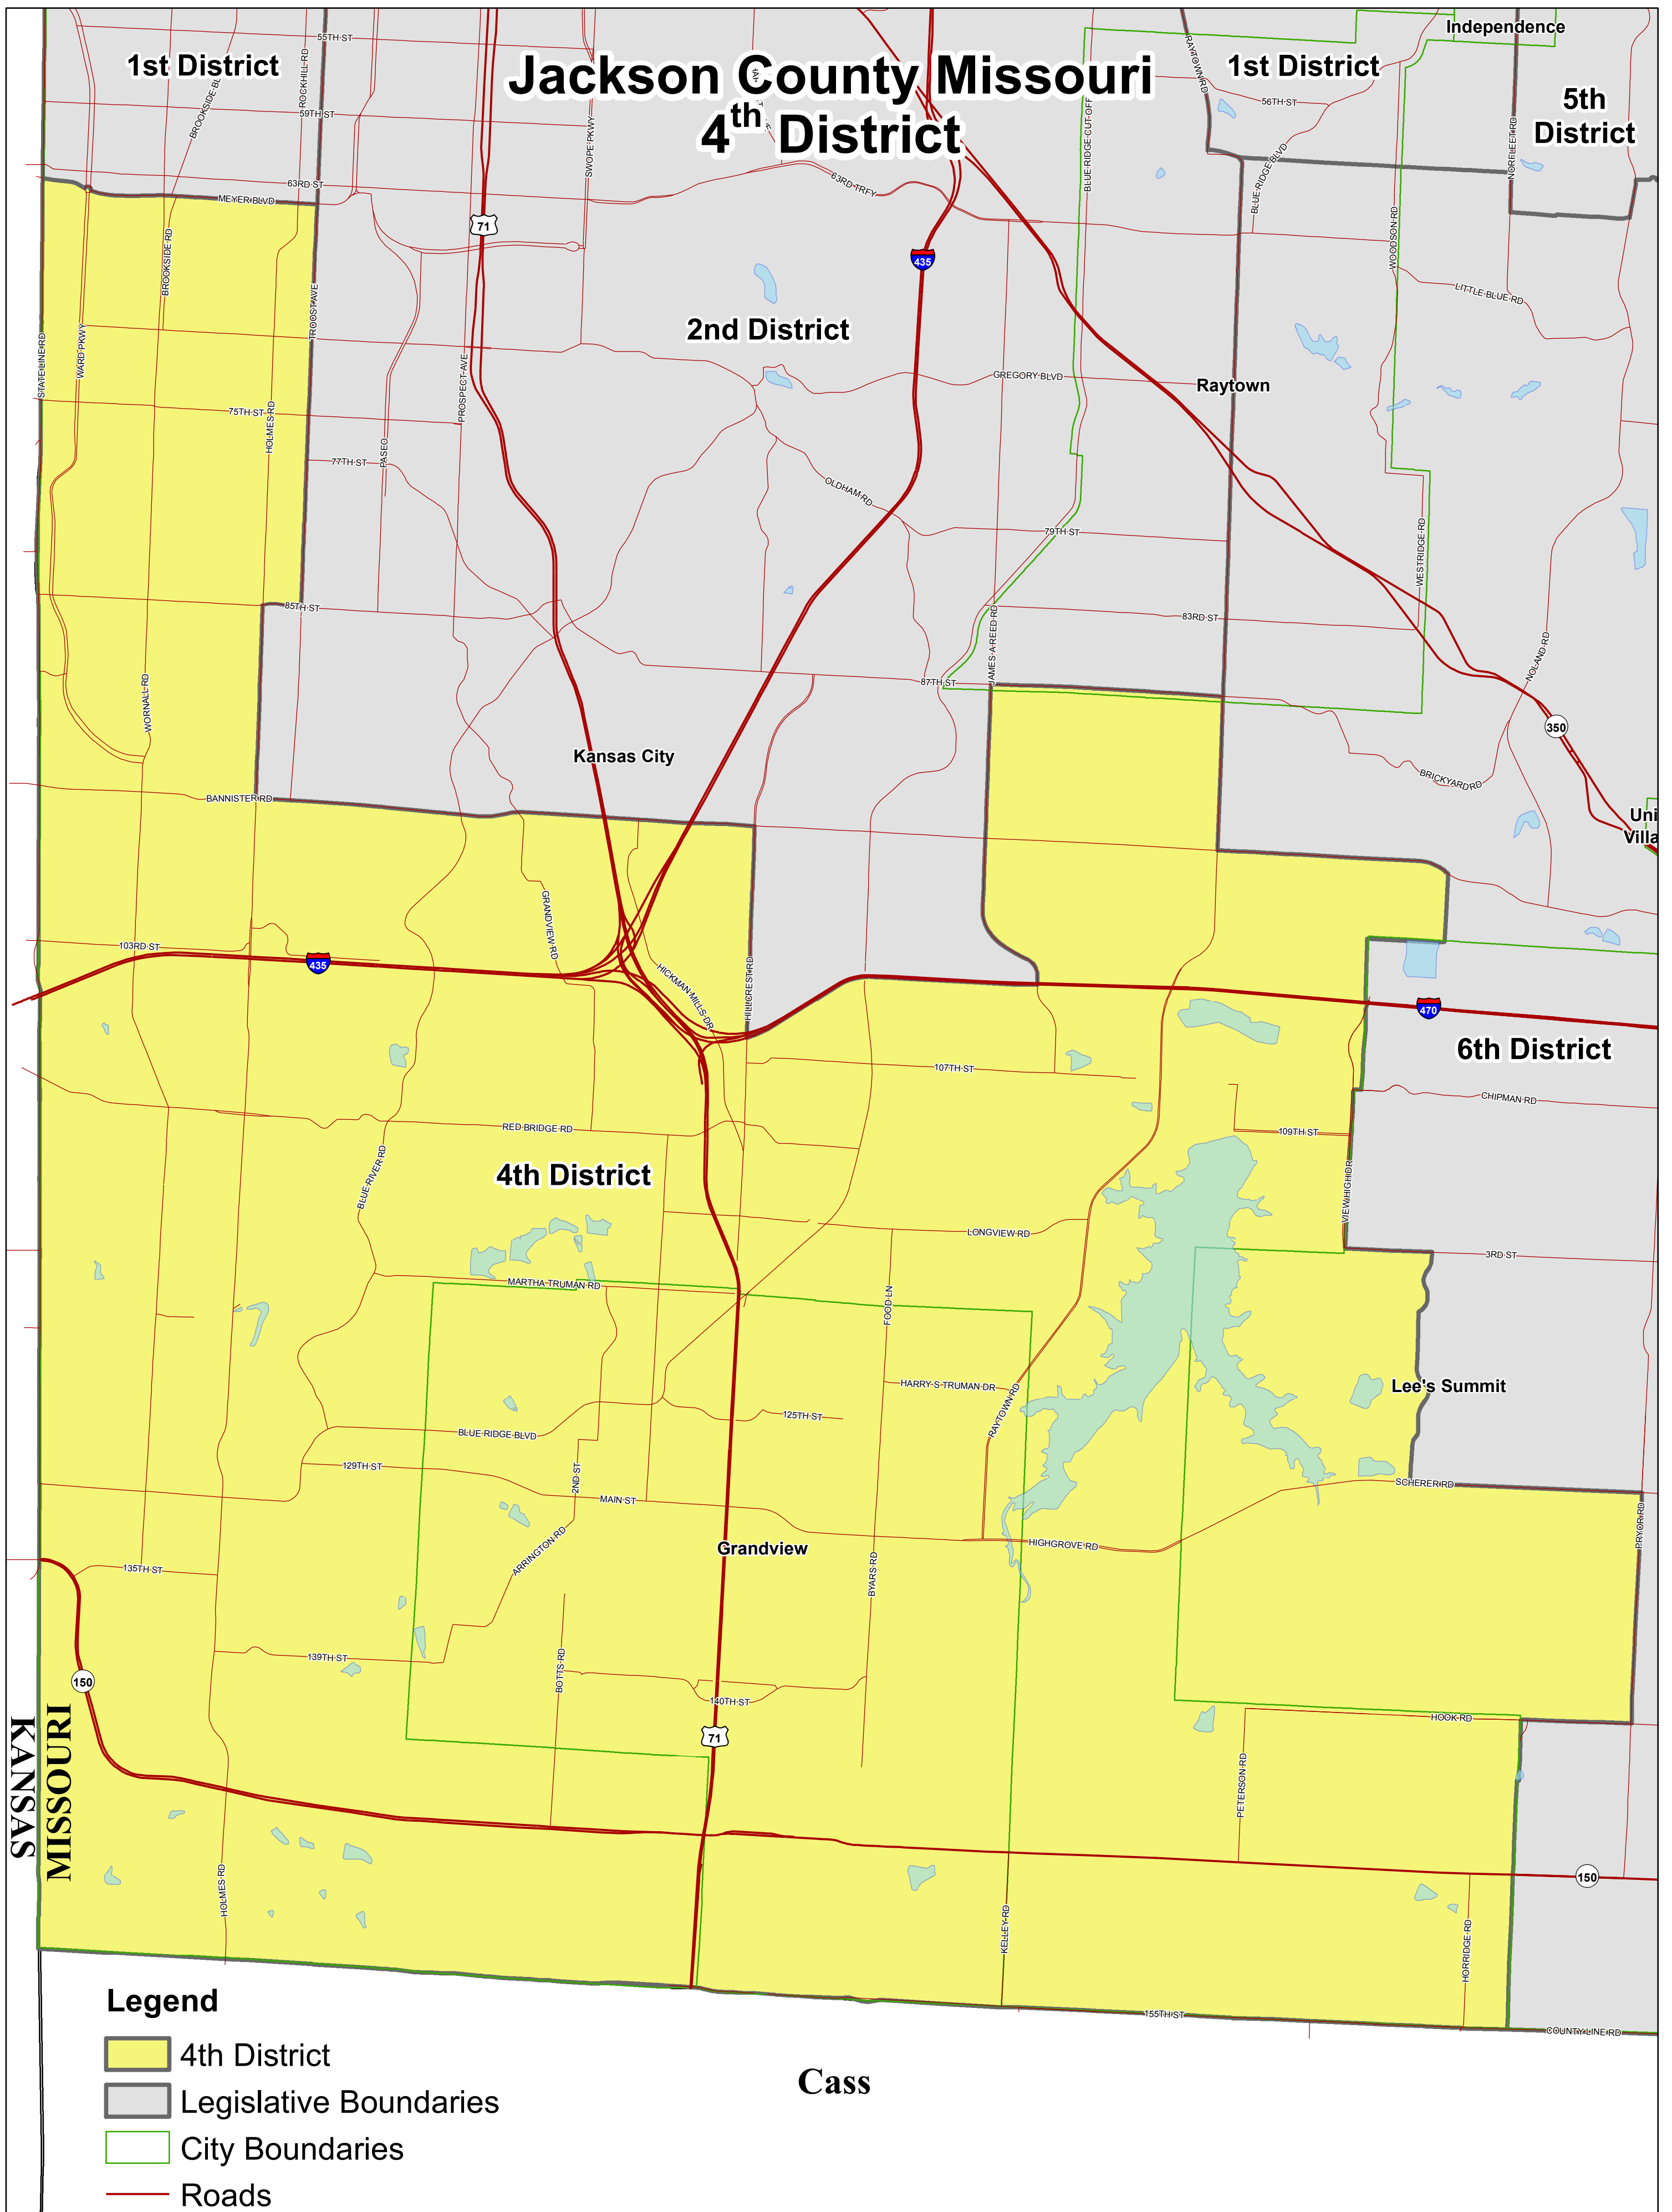 Jackson County Missouri
4th District
1st District
1st District
Independence
5th
District
55TH ST
ROCKHILL RD
59TH ST
SWOPE PKWY
BLUE RIDGE CUT OFF
RAYTOWN RD
56TH ST
BLUE RIDGE BLVD
NORFLEET RD
63RD ST
MEYER BLVD
63RD TRFY
71
435
BROOKSIDE RD
WOODSON RD
LITTLE BLUE RD
2nd District
STATE LINE RD
WARD PKWY
TROOST AVE
PROSPECT AVE
GREGORY BLVD
Raytown
75TH ST
HOLMES RD
77TH ST
PASEO
OLDHAM RD
79TH ST
WESTRIDGE RD
85TH ST
83RD ST
JAMES A REED RD
NOLAND RD
87TH ST
WORNALL RD
350
Kansas City
BRICKYARD RD
BANNISTER RD
Uni
Villa
GRANDVIEW RD
103RD ST
435
HICKMAN MILLS DR
HILLCREST RD
470
6th District
107TH ST
CHIPMAN RD
RED BRIDGE RD
109TH ST
4th District
BLUE RIVER RD
VIEW HIGH DR
LONGVIEW RD
3RD ST
MARTHA TRUMAN RD
FOOD LN
HARRY S TRUMAN DR
Lee's Summit
RAYTOWN RD
125TH ST
BLUE RIDGE BLVD
129TH ST
2ND ST
MAIN ST
SCHERER RD
PRYOR RD
ARRINGTON RD
Grandview
HIGHGROVE RD
135TH ST
BYARS RD
139TH ST
BOTTS RD
150
140TH ST
71
HOOK RD
KANSAS
MISSOURI
PETERSON RD
HOLMES RD
150
KELLEY RD
HORRIDGE RD
155TH ST
COUNTY LINE RD
Cass
Legend
4th District
Legislative Boundaries
City Boundaries
Roads